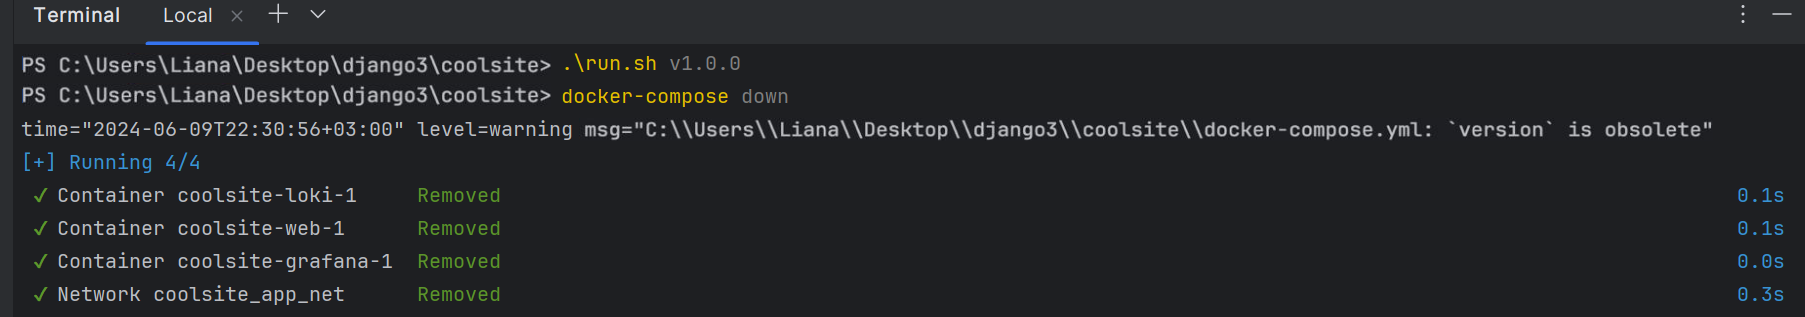 Terminal Local
PS C:\Users\Liana\Desktop\django3\coolsite> .\run.sh v1.0.0
PS C:\Users\Liana\Desktop\django3\coolsite> docker-compose down
time="2024-06-09T22:30:56+03:00" level=warning msg="C:\\Users\\Liana\\Desktop\\django3\\coolsite\\docker-compose.yml: `version` is obsolete"
[+] Running 4/4
✓ Container coolsite-loki-1 Removed 0.1s
✓ Container coolsite-web-1 Removed 0.1s
✓ Container coolsite-grafana-1 Removed 0.0s
✓ Network coolsite_app_net Removed 0.3s